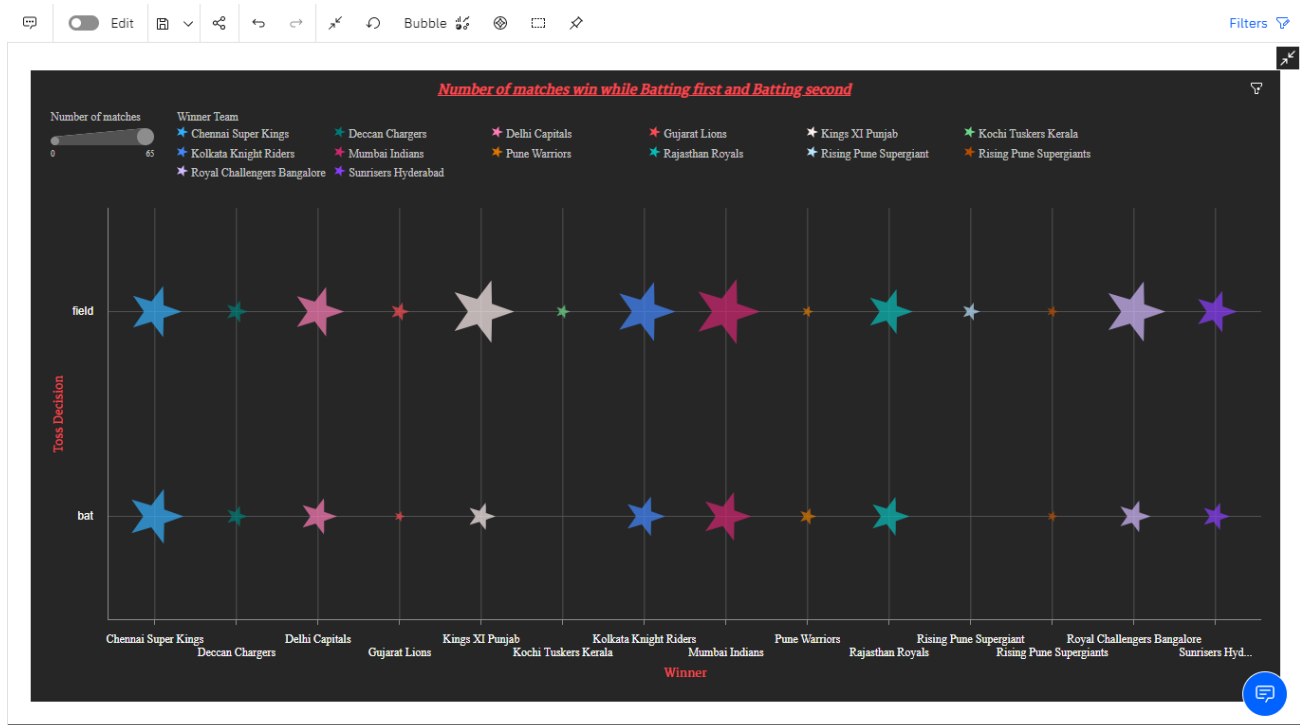 Edit Bubble Filters
Number of matches win while Batting first and Batting second
Number of matches
0 65
Winner Team
Chennai Super Kings Deccan Chargers Delhi Capitals Gujarat Lions Kings XI Punjab Kochi Tuskers Kerala
Kolkata Knight Riders Mumbai Indians Pune Warriors Rajasthan Royals Rising Pune Supergiant Rising Pune Supergiants
Royal Challengers Bangalore Sunrisers Hyderabad
Toss Decision
field
bat
Chennai Super Kings Delhi Capitals Kings XI Punjab Kolkata Knight Riders Pune Warriors Rising Pune Supergiant Royal Challengers Bangalore
Deccan Chargers Gujarat Lions Kochi Tuskers Kerala Mumbai Indians Rajasthan Royals Rising Pune Supergiants Sunrisers Hyd...
Winner